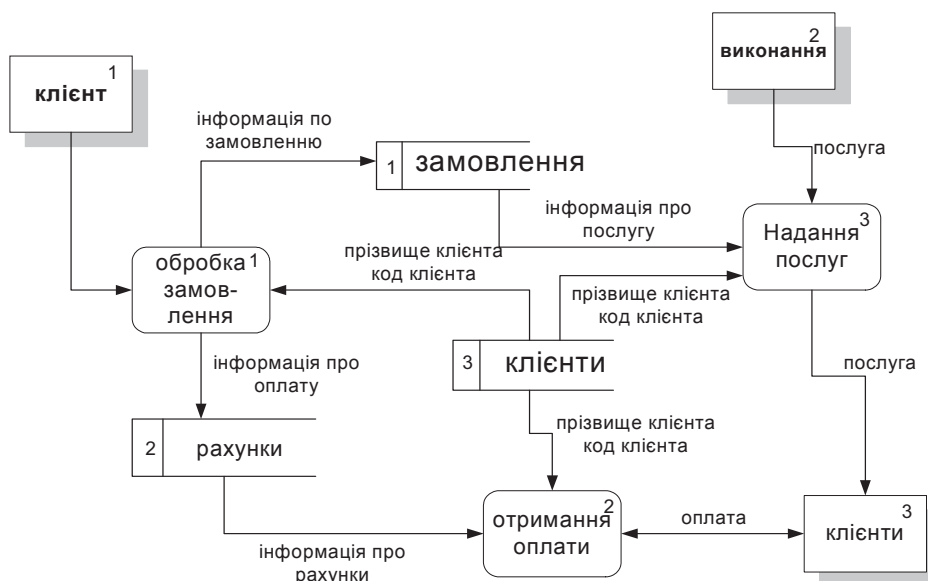 1
клієнт
2
виконання
інформація по
замовленню
1
замовлення
послуга
інформація про
послугу
3
Надання
послуг
прізвище клієнта
код клієнта
1
обробка
замов-
лення
прізвище клієнта
код клієнта
3
клієнти
інформація про
оплату
послуга
2
рахунки
прізвище клієнта
код клієнта
2
отримання
оплати
оплата
3
клієнти
інформація про
рахунки